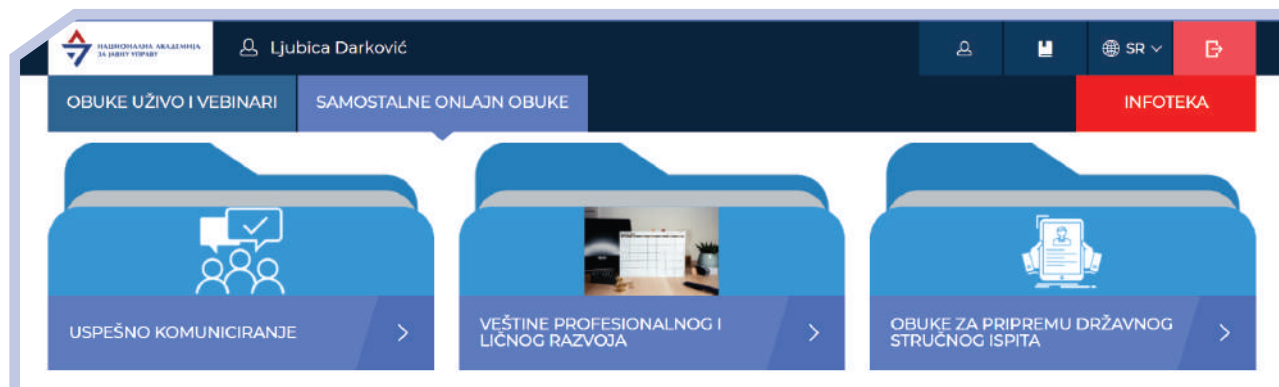 НАЦИОНАЛНА АКАДЕМИЈА
ЗА ЈАВНУ УПРАВУ
Ljubica Darković
SR
OBUKE UŽIVO I VEBINARI
SAMOSTALNE ONLAJN OBUKE
INFOTEKA
USPEŠNO KOMUNICIRANJE
VEŠTINE PROFESIONALNOG I
LIČNOG RAZVOJA
OBUKE ZA PRIPREMU DRŽAVNOG
STRUČNOG ISPITA